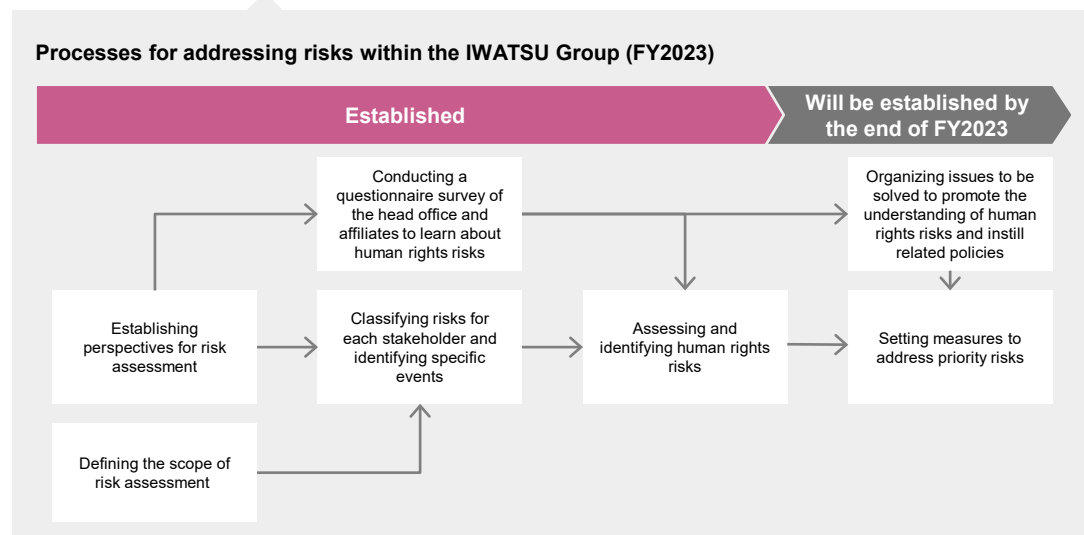 Processes for addressing risks within the IWATSU Group (FY2023)
Established
Will be established by
the end of FY2023
Conducting a
questionnaire survey of
the head office and
affiliates to learn about
human rights risks
Organizing issues to be
solved to promote the
understanding of human
rights risks and instill
related policies
Establishing
perspectives for risk
assessment
Classifying risks for
each stakeholder and
identifying specific
events
Assessing and
identifying human rights
risks
Setting measures to
address priority risks
Defining the scope of
risk assessment